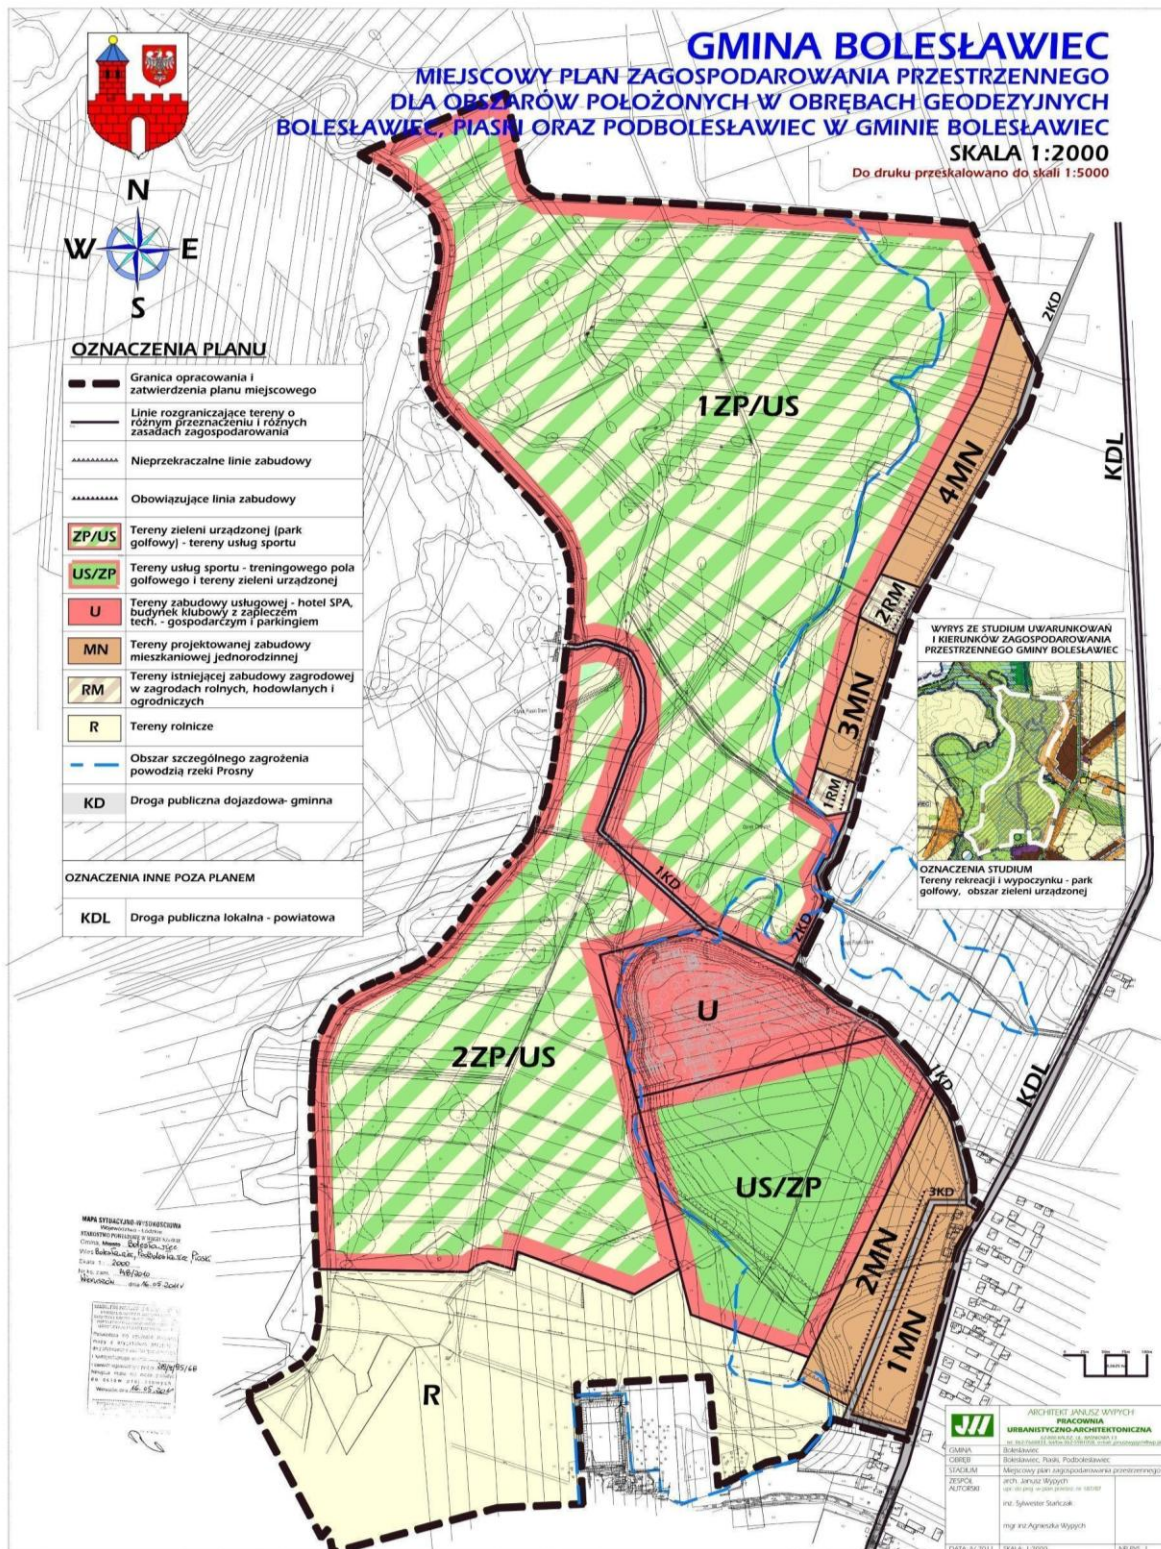 GMINA BOLESŁAWIEC
MIEJSCOWY PLAN ZAGOSPODAROWANIA PRZESTRZENNEGO
DLA OBSZARÓW POŁOŻONYCH W OBRĘBACH GEODEZYJNYCH
BOLESŁAWIEC, PIASKI ORAZ PODBOLESŁAWIEC W GMINIE BOLESŁAWIEC
SKALA 1:2000
Do druku przeskalowano do skali 1:5000
N
W E
S
OZNACZENIA PLANU
Granica opracowania i
zatwierdzenia planu miejscowego
Linie rozgraniczające tereny o
różnym przeznaczeniu i różnych
zasadach zagospodarowania
Nieprzekraczalne linie zabudowy
Obowiązujące linia zabudowy
ZP/US
Tereny zieleni urządzonej (park
golfowy) - tereny usług sportu
US/ZP
Tereny usług sportu - treningowego pola
golfowego i tereny zieleni urządzonej
U
Tereny zabudowy usługowej - hotel SPA,
budynek klubowy z zapleczem
tech. - gospodarczym i parkingiem
MN
Tereny projektowanej zabudowy
mieszkaniowej jednorodzinnej
RM
Tereny istniejącej zabudowy zagrodowej
w zagrodach rolnych, hodowlanych i
ogrodniczych
R
Tereny rolnicze
Obszar szczególnego zagrożenia
powodzią rzeki Prosny
KD
Droga publiczna dojazdowa- gminna
OZNACZENIA INNE POZA PLANEM
KDL
Droga publiczna lokalna - powiatowa
2KD
KDL
1ZP/US
4MN
2RM
3MN
1RM
1KD
2KD
U
2ZP/US
1KD
KDL
US/ZP
3KD
2MN
1MN
R
WYRYS ZE STUDIUM UWARUNKOWAŃ
I KIERUNKÓW ZAGOSPODAROWANIA
PRZESTRZENNEGO GMINY BOLESŁAWIEC
OZNACZENIA STUDIUM
Tereny rekreacji i wypoczynku - park
golfowy, obszar zieleni urządzonej
MAPA SYTUACYJNO-WYSOKOŚCIOWA
ARCHITEKT JANUSZ WYPYCH
PRACOWNIA
URBANISTYCZNO-ARCHITEKTONICZNA
GMINA Bolesławiec
OBRĘB Bolesławiec, Piaski, Podbolesławiec
STADIUM Miejscowy plan zagospodarowania przestrzennego
ZESPÓŁ arch. Janusz Wypych
AUTORSKI
inż. Sylwester Stańczak
mgr inż Agnieszka Wypych